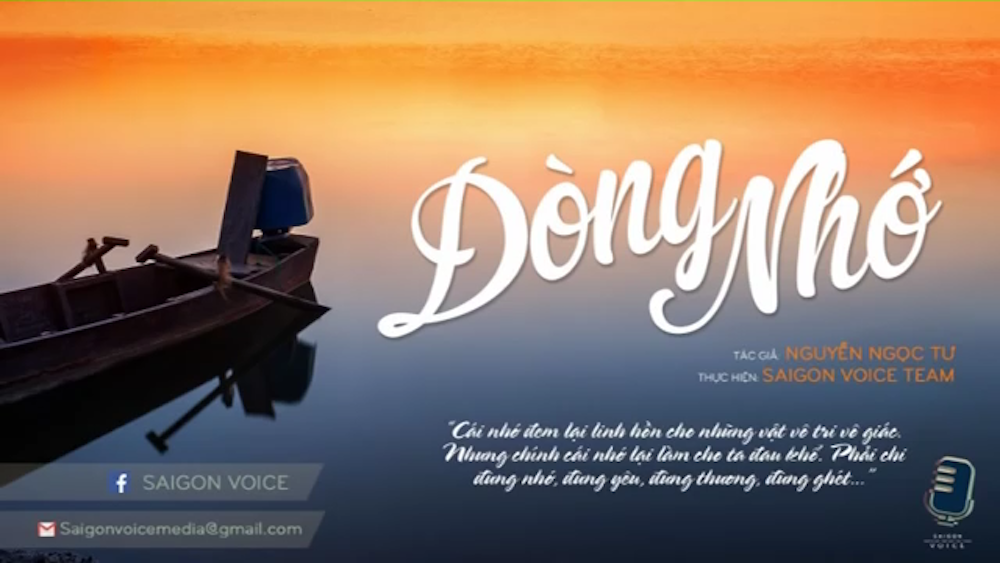 Dòng Nhớ
TÁC GIẢ: NGUYỄN NGỌC TƯ
THỰC HIỆN: SAIGON VOICE TEAM
"Cái nhớ đem lại linh hồn cho những vật vô tri vô giác.
Nhưng chính cái nhớ lại làm cho ta đau khổ. Phải chi
đừng nhớ, đừng yêu, đừng thương, đừng ghét..."
f SAIGON VOICE
Saigonvoicemedia@gmail.com
SAIGON
VOICE